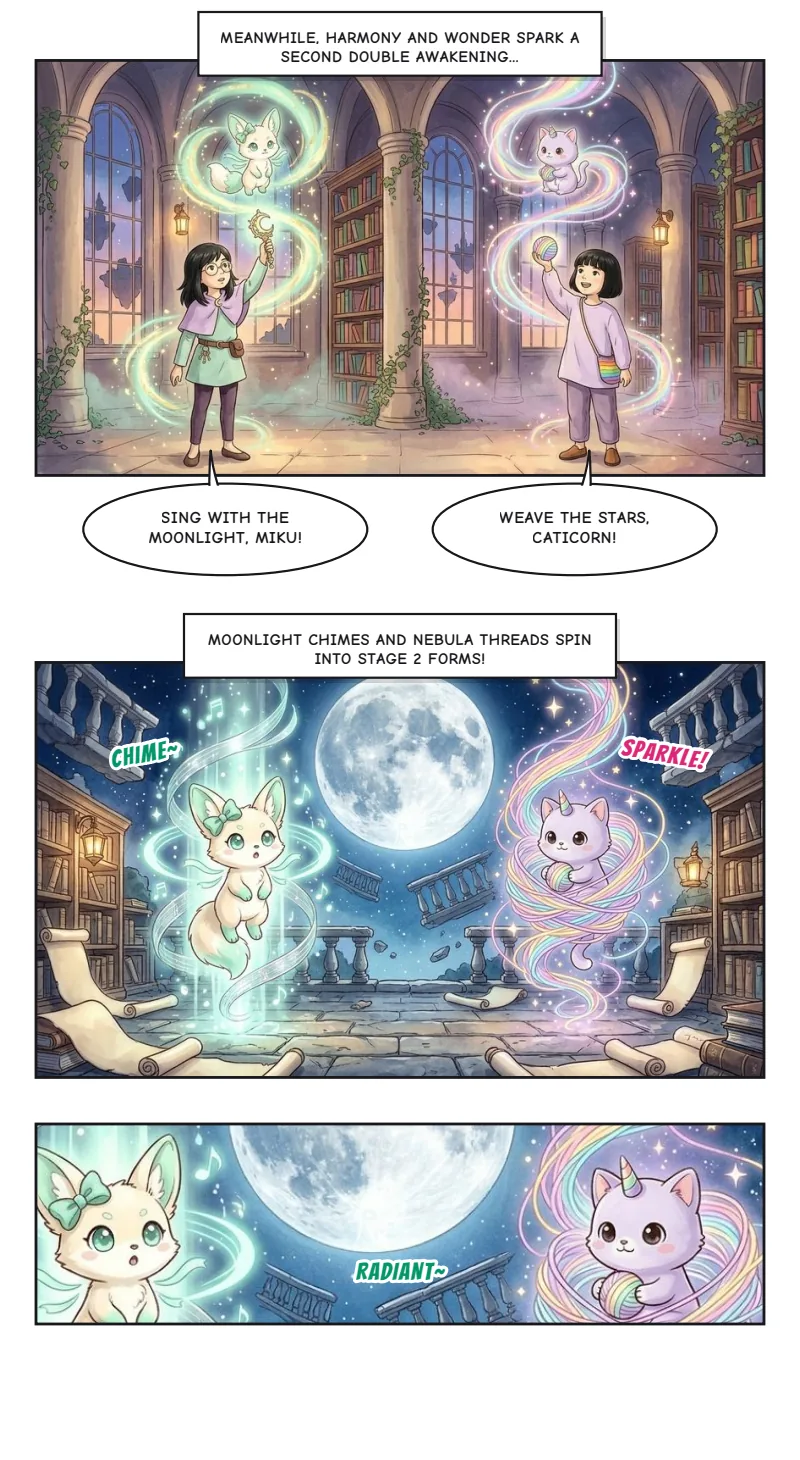 MEANWHILE, HARMONY AND WONDER SPARK A
SECOND DOUBLE AWAKENING...
SING WITH THE
MOONLIGHT, MIKU!
WEAVE THE STARS,
CATICORN!
MOONLIGHT CHIMES AND NEBULA THREADS SPIN
INTO STAGE 2 FORMS!
CHIME~
SPARKLE!
RADIANT~